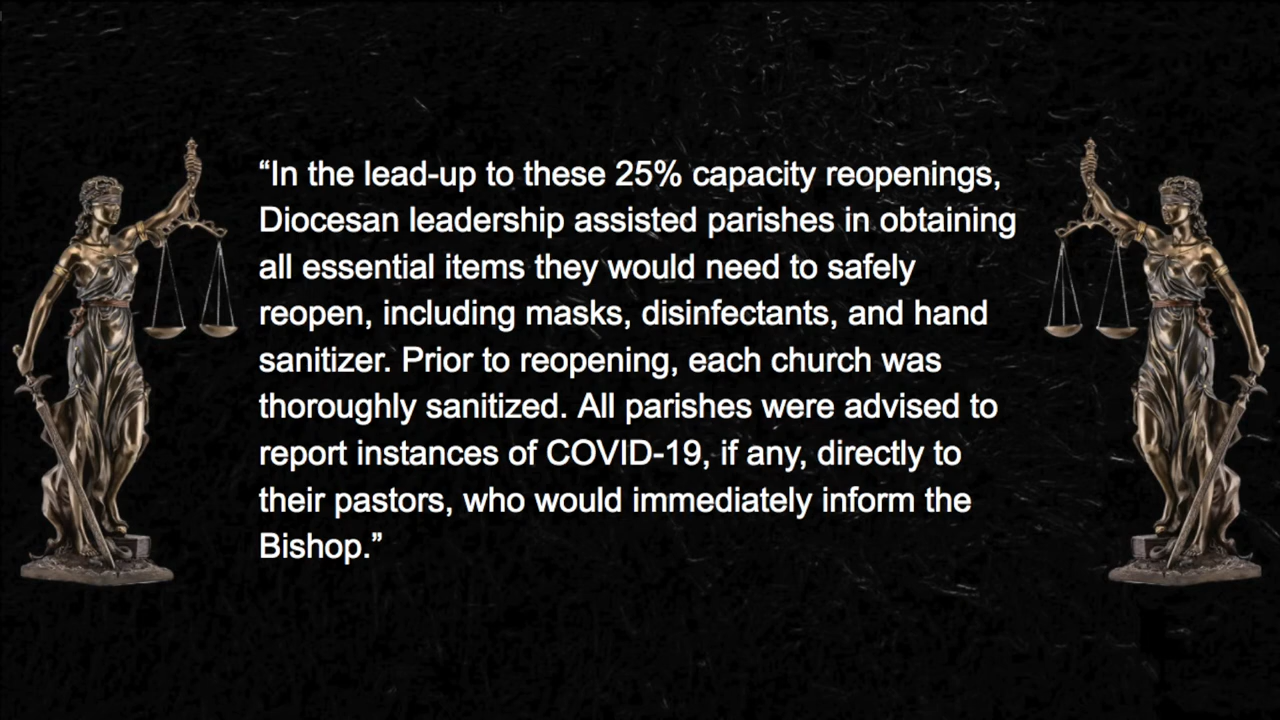 “In the lead-up to these 25% capacity reopenings,
Diocesan leadership assisted parishes in obtaining
all essential items they would need to safely
reopen, including masks, disinfectants, and hand
sanitizer. Prior to reopening, each church was
thoroughly sanitized. All parishes were advised to
report instances of COVID-19, if any, directly to
their pastors, who would immediately inform the
Bishop.”